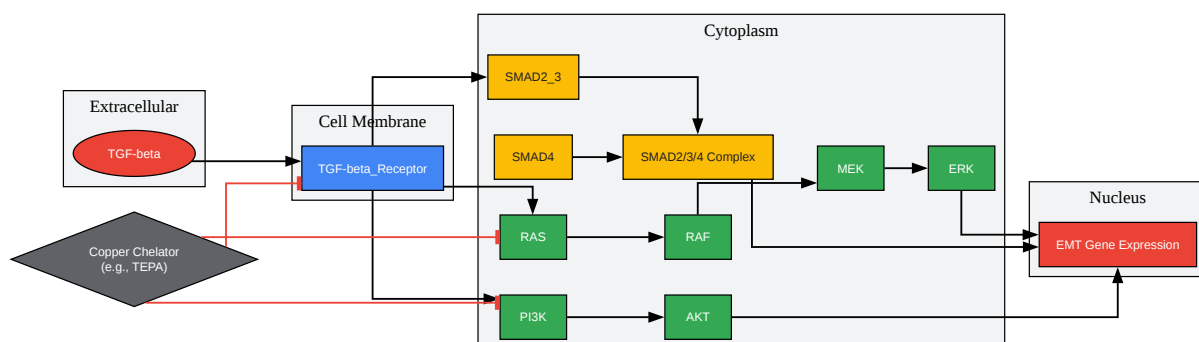 Cytoplasm
SMAD2_3
Extracellular
TGF-beta
Cell Membrane
TGF-beta_Receptor
SMAD4
SMAD2/3/4 Complex
MEK
ERK
Nucleus
EMT Gene Expression
Copper Chelator
(e.g., TEPA)
RAS
RAF
PI3K
AKT